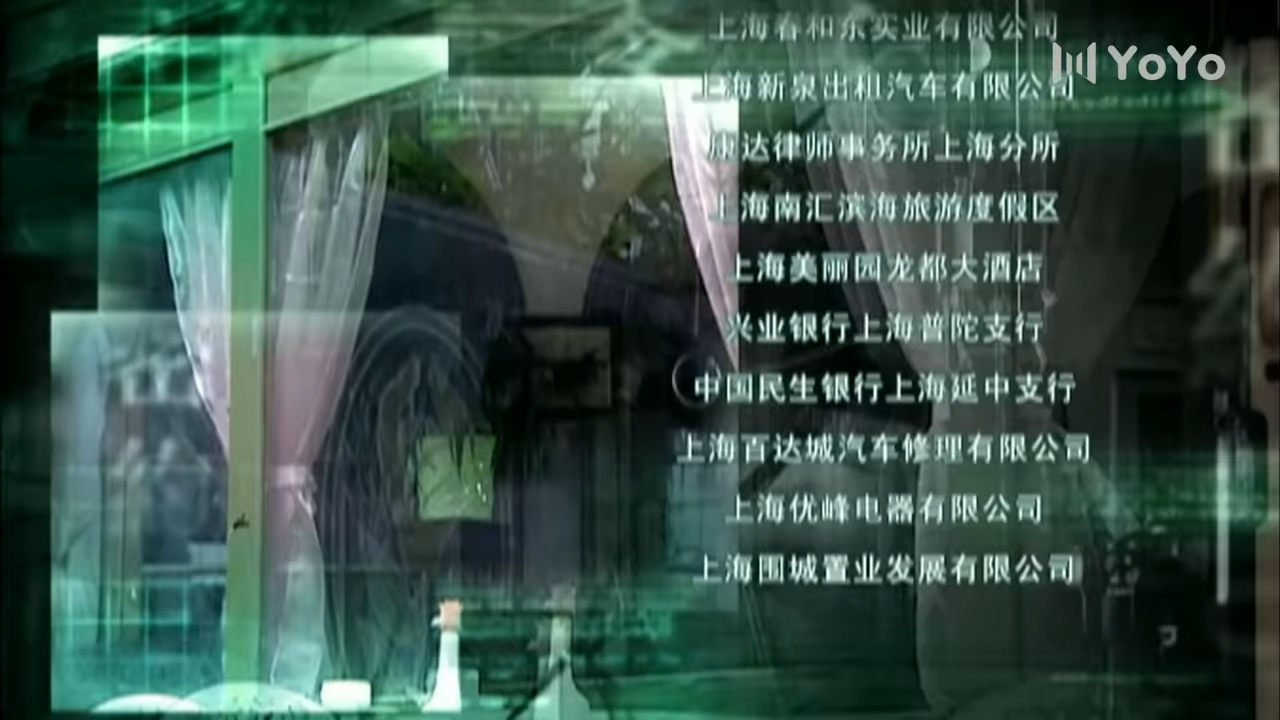 上海春和东实业有限公司
YoYo
上海新泉出租汽车有限公司
康达律师事务所上海分所
上海南汇滨海旅游度假区
上海美丽园龙都大酒店
兴业银行上海普陀支行
中国民生银行上海延中支行
上海百达城汽车修理有限公司
上海优峰电器有限公司
上海围城置业发展有限公司